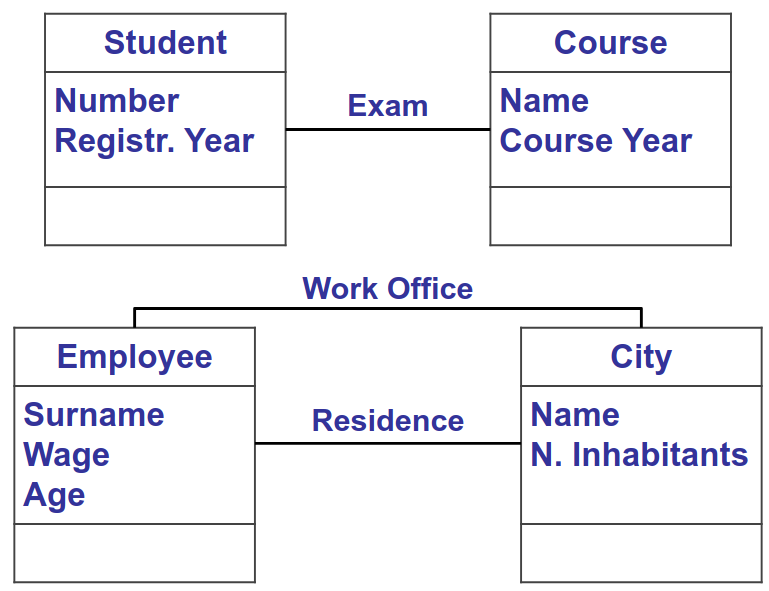 Student
Number
Registr. Year
Exam
Course
Name
Course Year
Work Office
Employee
Surname
Wage
Age
Residence
City
Name
N. Inhabitants